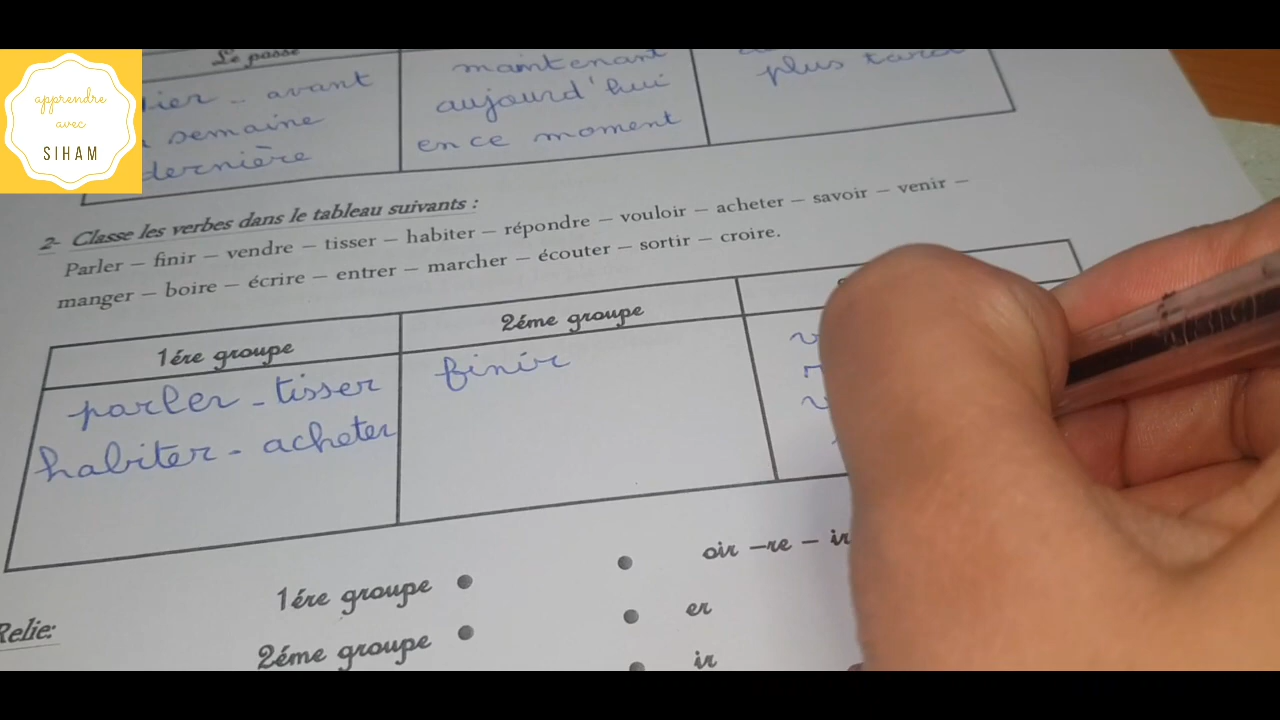 apprendre
avec
SIHAM
Le passé
avant
semaine
dernière
maintenant
aujourd'hui
en ce moment
plus tard
2- Classe les verbes dans le tableau suivants :
Parler – finir – vendre – tisser – habiter – répondre – vouloir – acheter – savoir – venir –
manger – boire – écrire – entrer – marcher – écouter – sortir – croire.
1ére groupe
2éme groupe
parler - tisser
habiter - acheter
finir
Relie:
1ére groupe
2éme groupe
oir – re – ir
er
ir